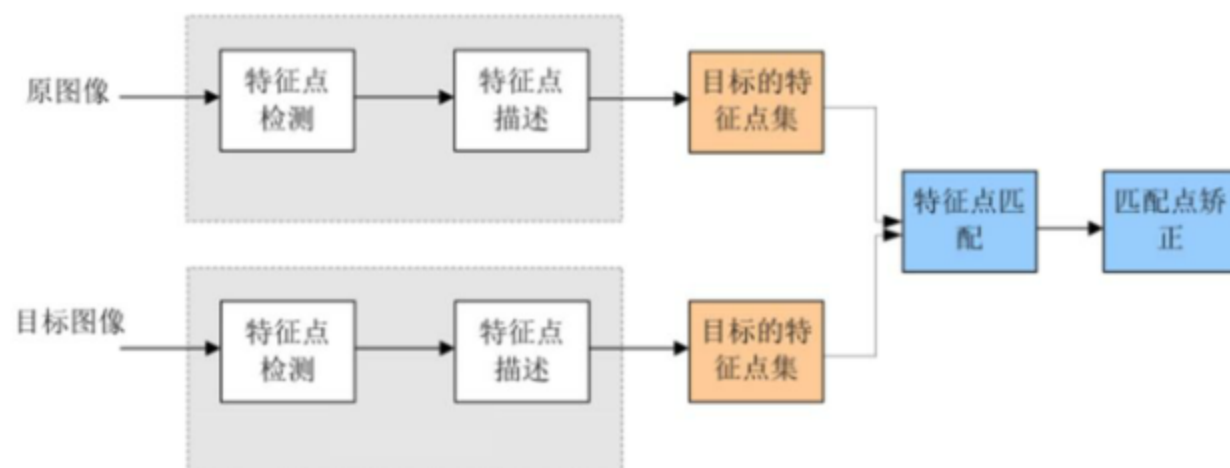 原图像
特征点
检测
特征点
描述
目标的特
征点集
特征点匹
配
匹配点矫
正
目标图像
特征点
检测
特征点
描述
目标的特
征点集